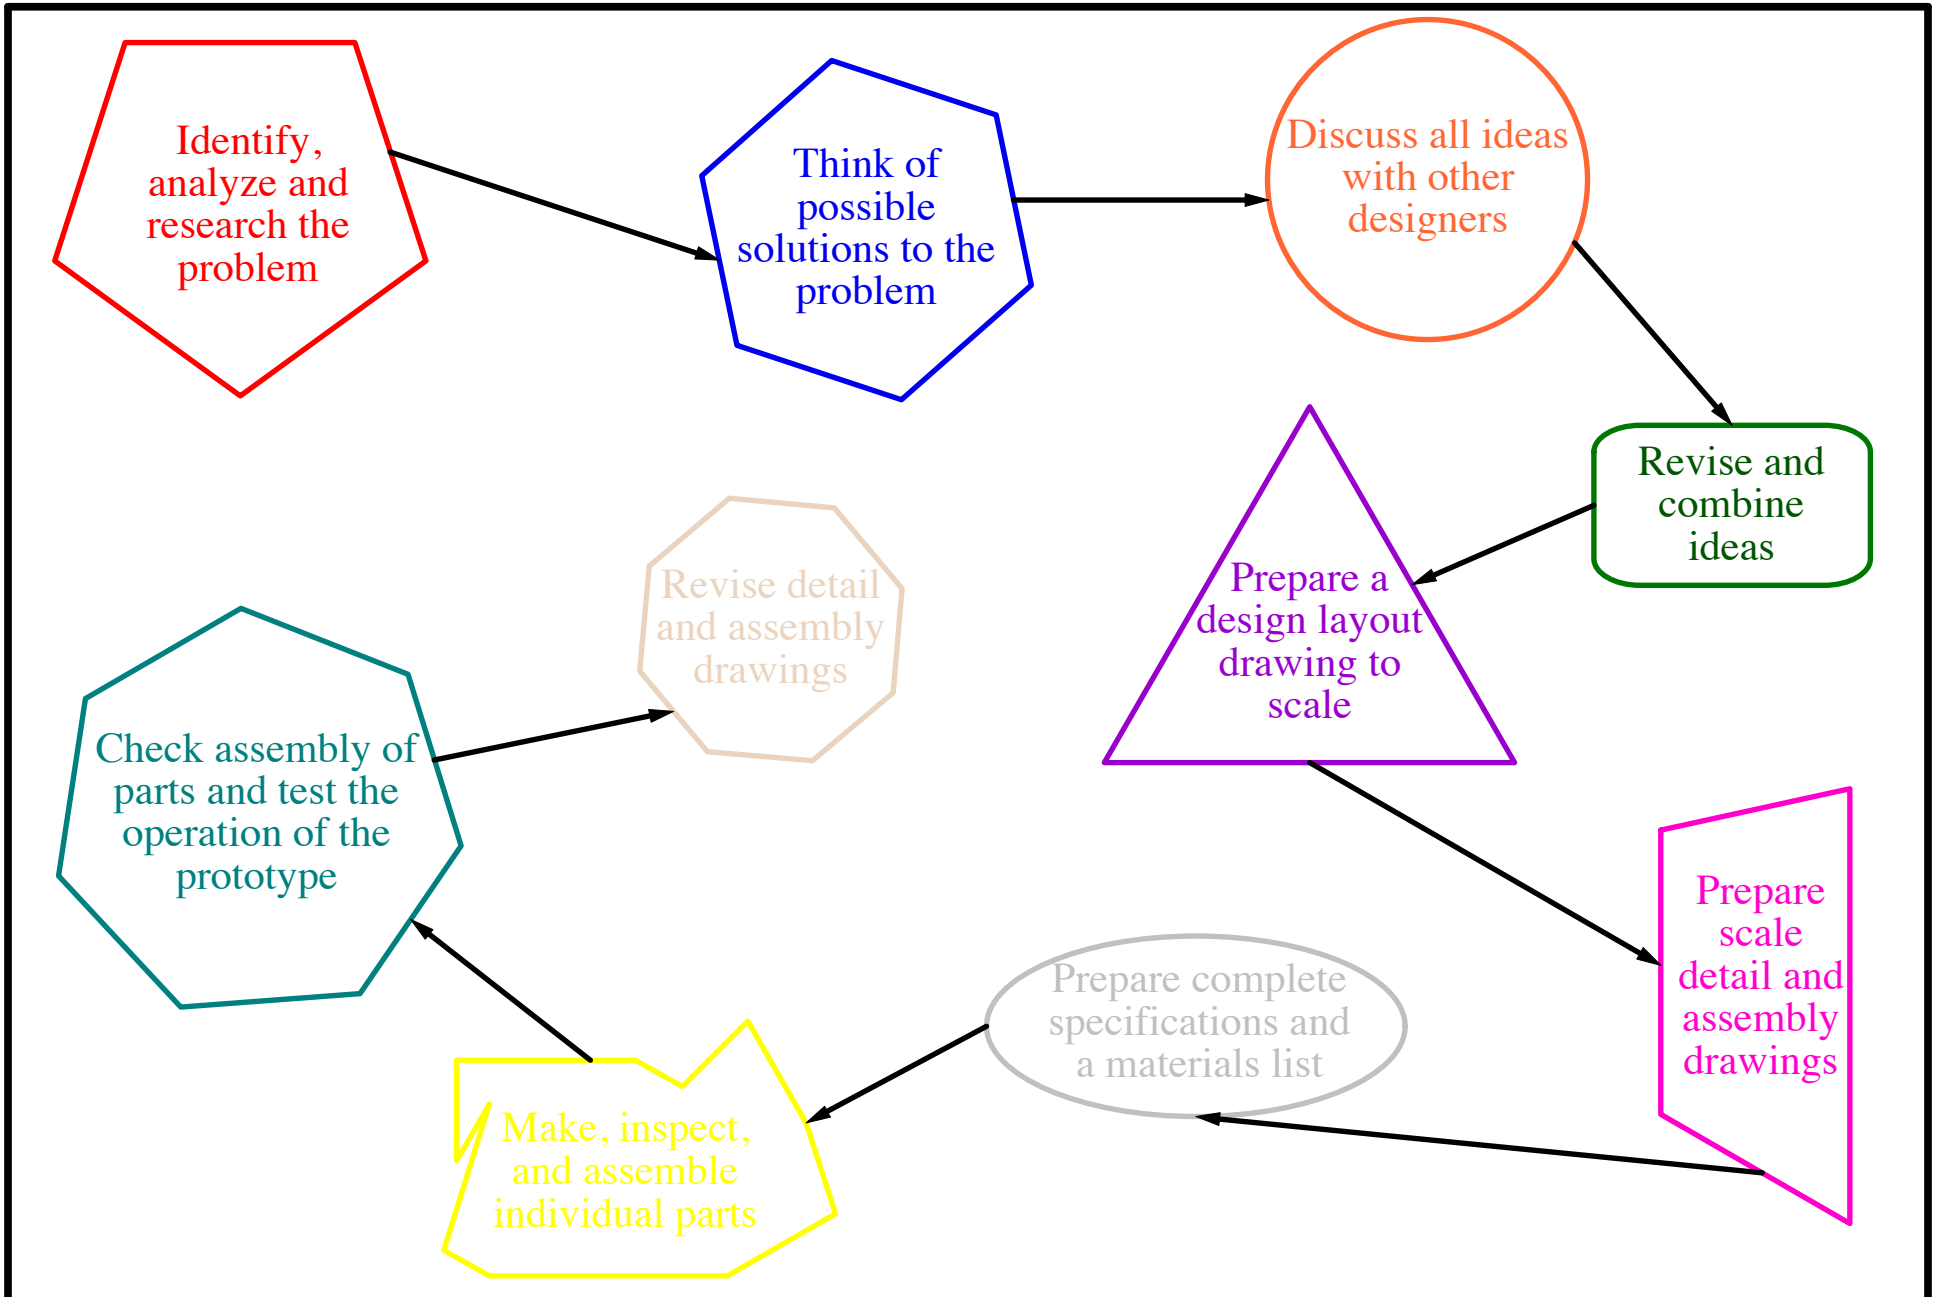 Identify,
analyze and
research the
problem
Think of
possible
solutions to the
problem
Discuss all ideas
with other
designers
Revise and
combine
ideas
Prepare a
design layout
drawing to
scale
Prepare
scale
detail and
assembly
drawings
Prepare complete
specifications and
a materials list
Make, inspect,
and assemble
individual parts
Check assembly of
parts and test the
operation of the
prototype
Revise detail
and assembly
drawings